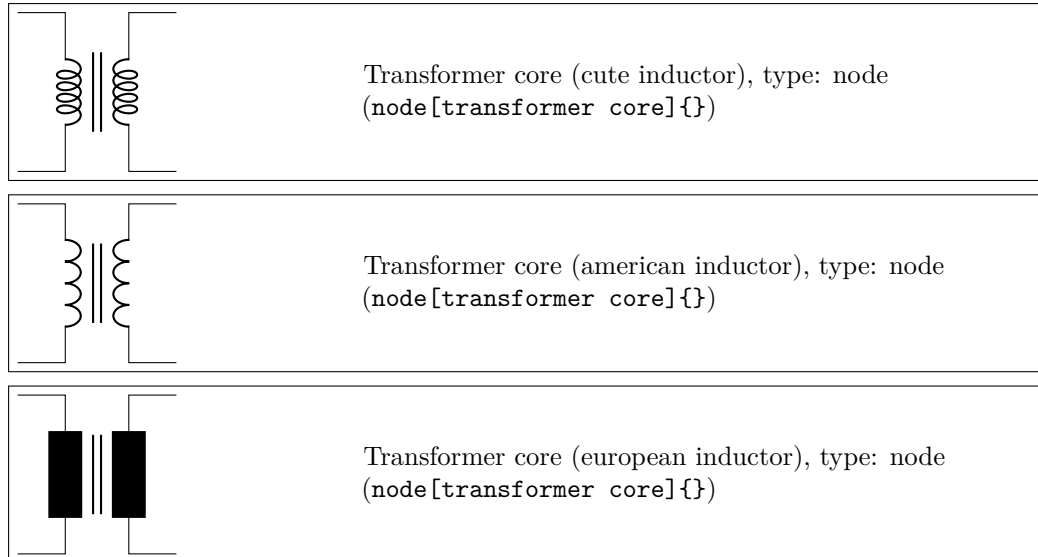 Transformer core (cute inductor), type: node
(node[transformer core]{})
Transformer core (american inductor), type: node
(node[transformer core]{})
Transformer core (european inductor), type: node
(node[transformer core]{})